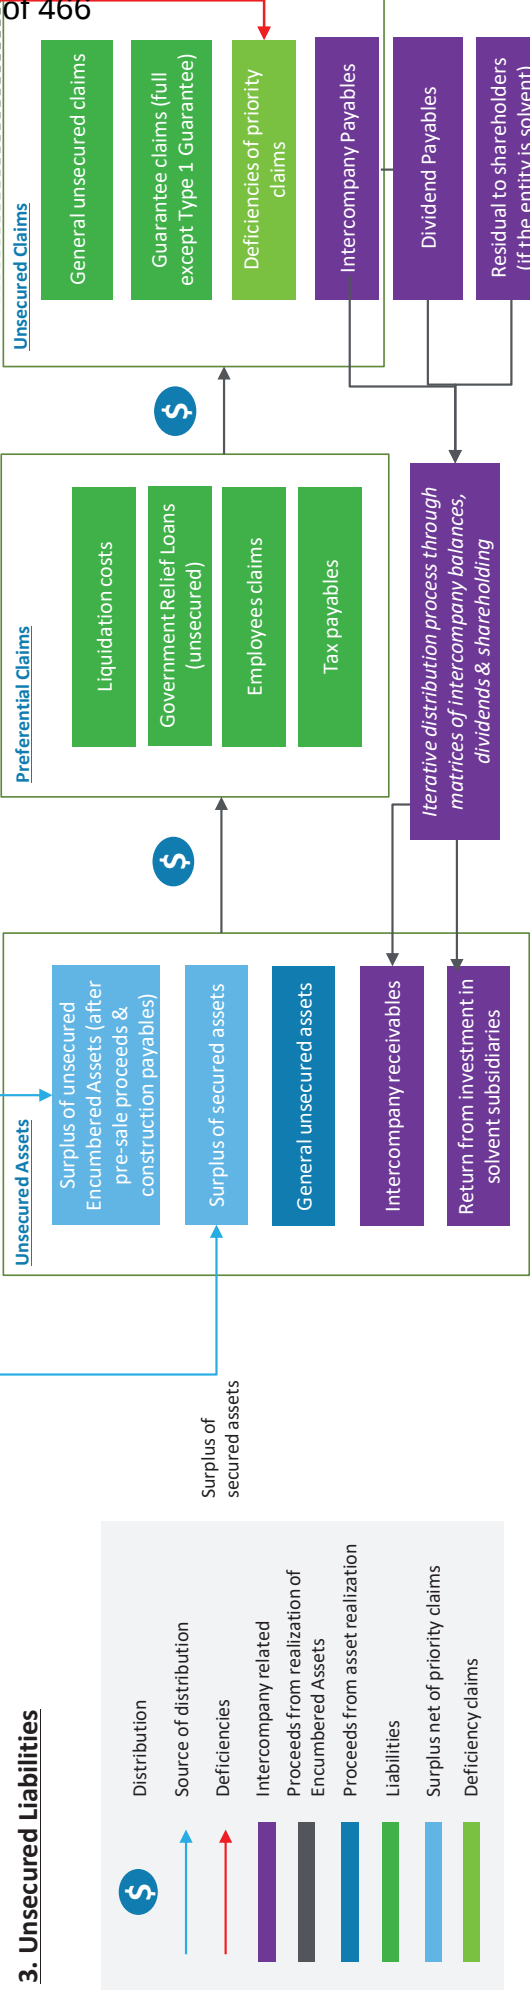 of 466
3. Unsecured Liabilities
Distribution
Source of distribution
Deficiencies
Intercompany related
Proceeds from realization of
Encumbered Assets
Proceeds from asset realization
Liabilities
Surplus net of priority claims
Deficiency claims
Surplus of
secured assets
Unsecured Assets
Surplus of unsecured
Encumbered Assets (after
pre-sale proceeds &
construction payables)
Surplus of secured assets
General unsecured assets
Intercompany receivables
Return from investment in
solvent subsidiaries
$
Preferential Claims
Liquidation costs
Government Relief Loans
(unsecured)
Employees claims
Tax payables
Iterative distribution process through
matrices of intercompany balances,
dividends & shareholding
$
Unsecured Claims
General unsecured claims
Guarantee claims (full
except Type 1 Guarantee)
Deficiencies of priority
claims
Intercompany Payables
Dividend Payables
Residual to shareholders
(if the entity is solvent)
$